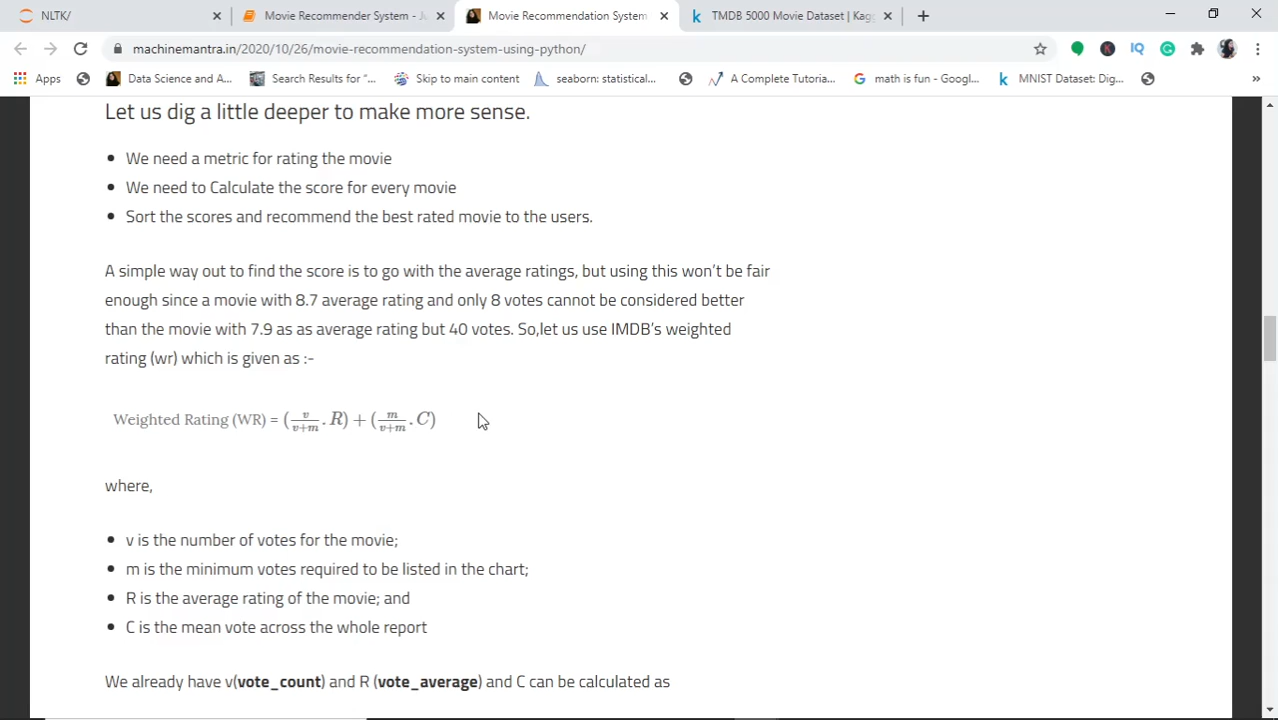 NLTK/
Movie Recommender System - Ju
Movie Recommendation System
TMDB 5000 Movie Dataset | Kagg
machinemantra.in/2020/10/26/movie-recommendation-system-using-python/
Apps
Data Science and A...
Search Results for "...
Skip to main content
seaborn: statistical...
A Complete Tutoria...
math is fun - Googl...
MNIST Dataset: Dig...
Let us dig a little deeper to make more sense.
• We need a metric for rating the movie
• We need to Calculate the score for every movie
• Sort the scores and recommend the best rated movie to the users.
A simple way out to find the score is to go with the average ratings, but using this won't be fair
enough since a movie with 8.7 average rating and only 8 votes cannot be considered better
than the movie with 7.9 as as average rating but 40 votes. So,let us use IMDB's weighted
rating (wr) which is given as :-
Weighted Rating (WR) = (v/v+m . R) + (m/v+m . C)
where,
• v is the number of votes for the movie;
• m is the minimum votes required to be listed in the chart;
• R is the average rating of the movie; and
• C is the mean vote across the whole report
We already have v(vote_count) and R (vote_average) and C can be calculated as